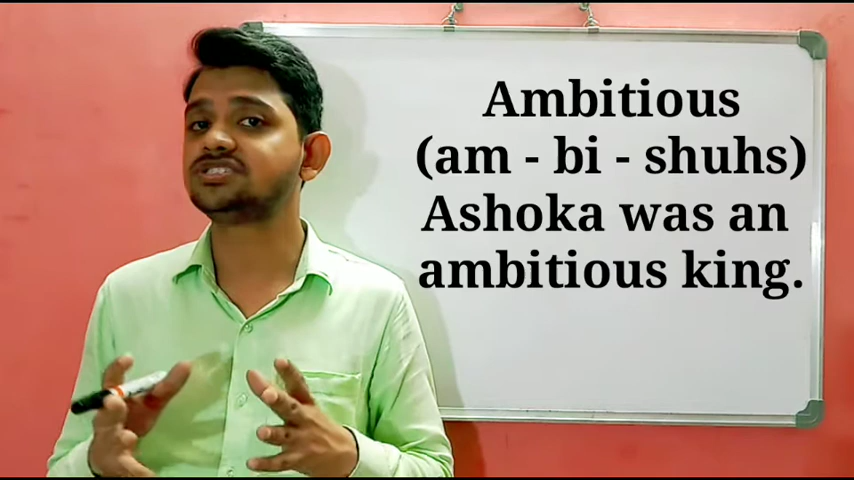 Ambitious
(am - bi - shuhs)
Ashoka was an
ambitious king.